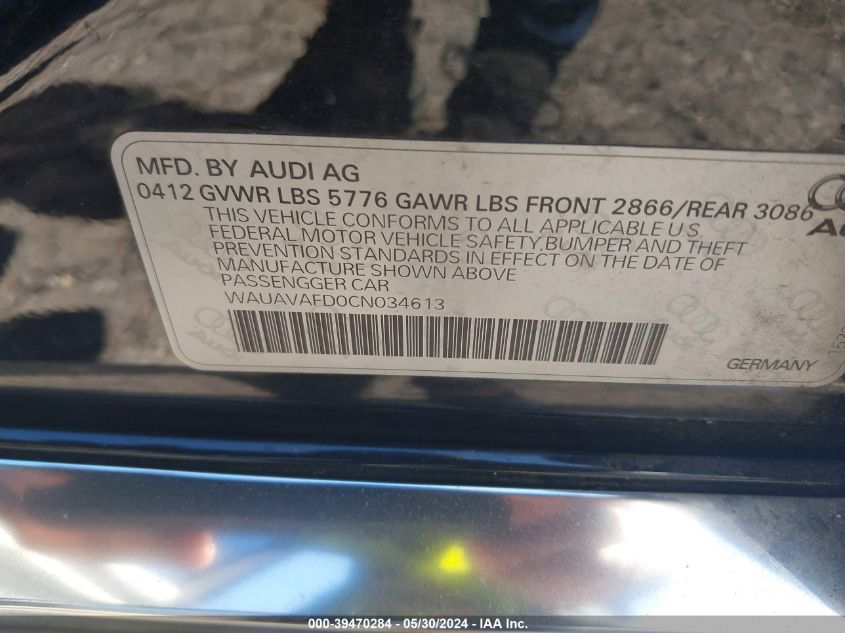 MFD. BY AUDI AG
0412 GVWR LBS 5776 GAWR LBS FRONT 2866/REAR 3086
THIS VEHICLE CONFORMS TO ALL APPLICABLE U.S
FEDERAL MOTOR VEHICLE SAFETY, BUMPER AND THEFT
PREVENTION STANDARDS IN EFFECT ON THE DATE OF
MANUFACTURE SHOWN ABOVE
PASSENGGER CAR
WAUAVAFD0CN034613
GERMANY
000-39470284 - 05/30/2024 - IAA Inc.